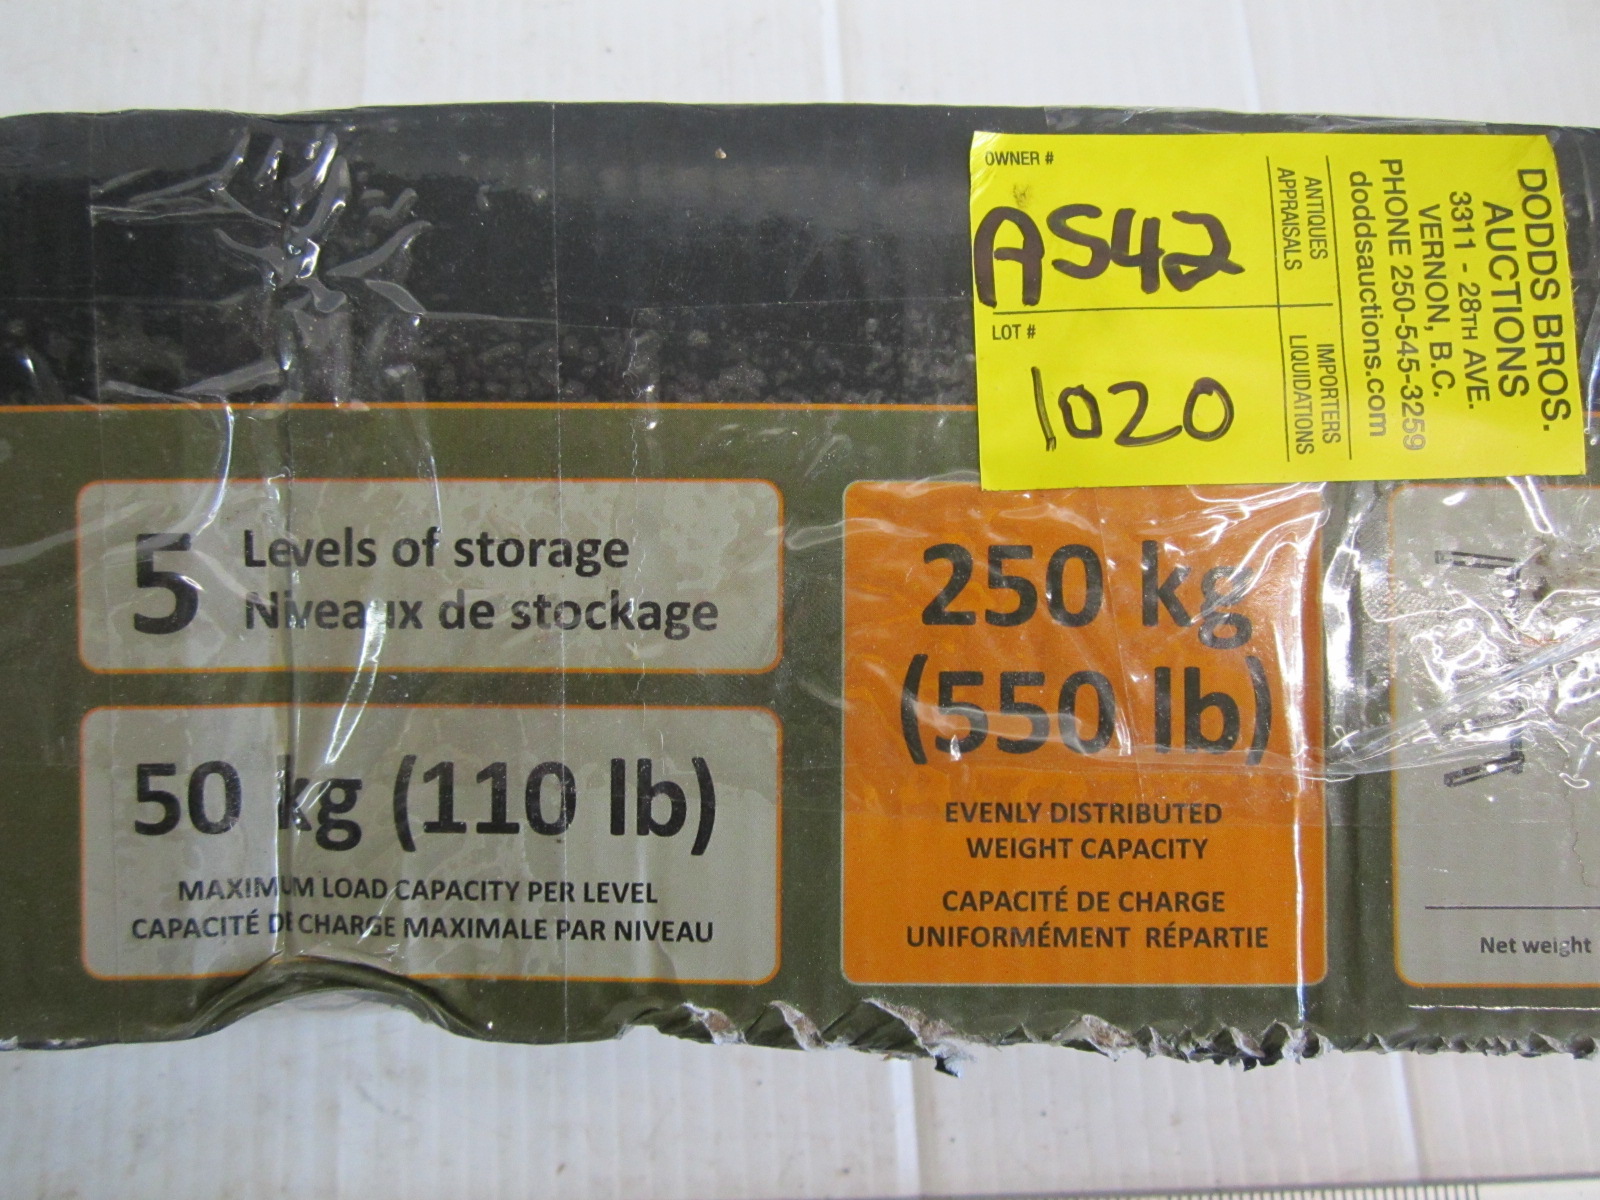 OWNER #
A542
LOT #
1020
ANTIQUES
APPRAISALS
IMPORTERS
LIQUIDATIONS
DODDS BROS.
AUCTIONS
3311 - 28TH AVE.
VERNON, B.C.
PHONE 250-545-3259
doddsauctions.com
5
Levels of storage
Niveaux de stockage
50 kg (110 lb)
MAXIMUM LOAD CAPACITY PER LEVEL
CAPACITÉ DE CHARGE MAXIMALE PAR NIVEAU
250 kg
(550 lb)
EVENLY DISTRIBUTED
WEIGHT CAPACITY
CAPACITÉ DE CHARGE
UNIFORMÉMENT RÉPARTIE
Net weight